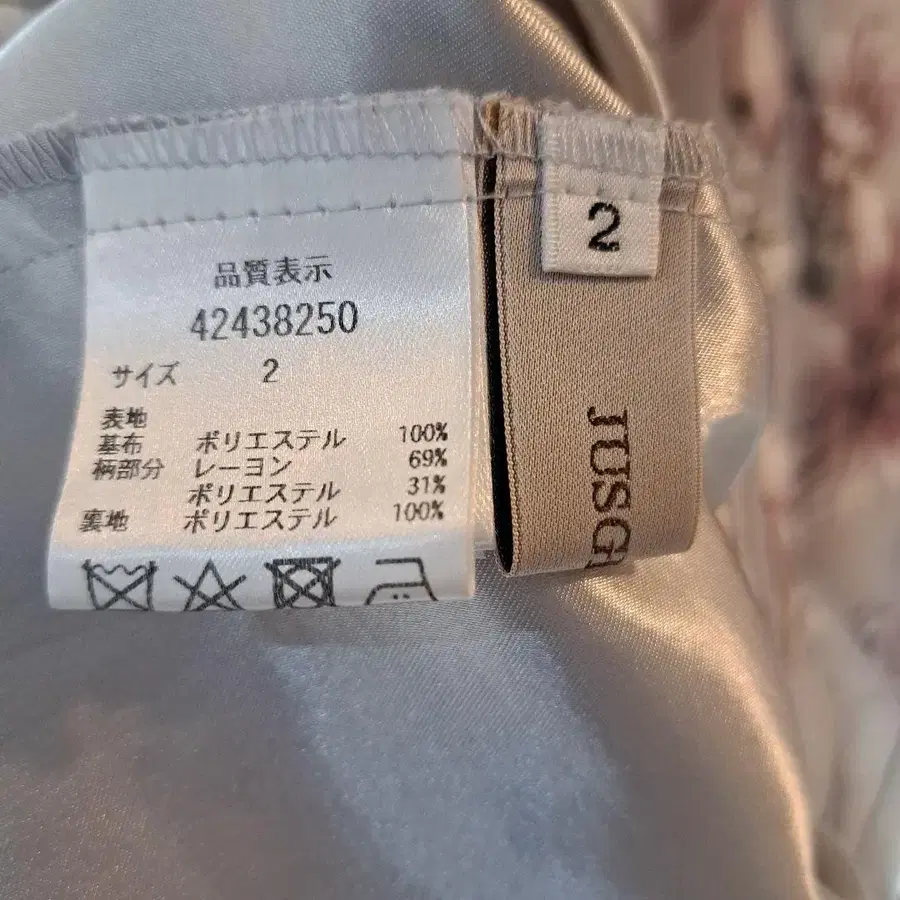 品質表示
42438250
サイズ 2
表地
基布 ポリエステル 100%
柄部分 レーヨン 69%
ポリエステル 31%
裏地 ポリエステル 100%
2
JUSG